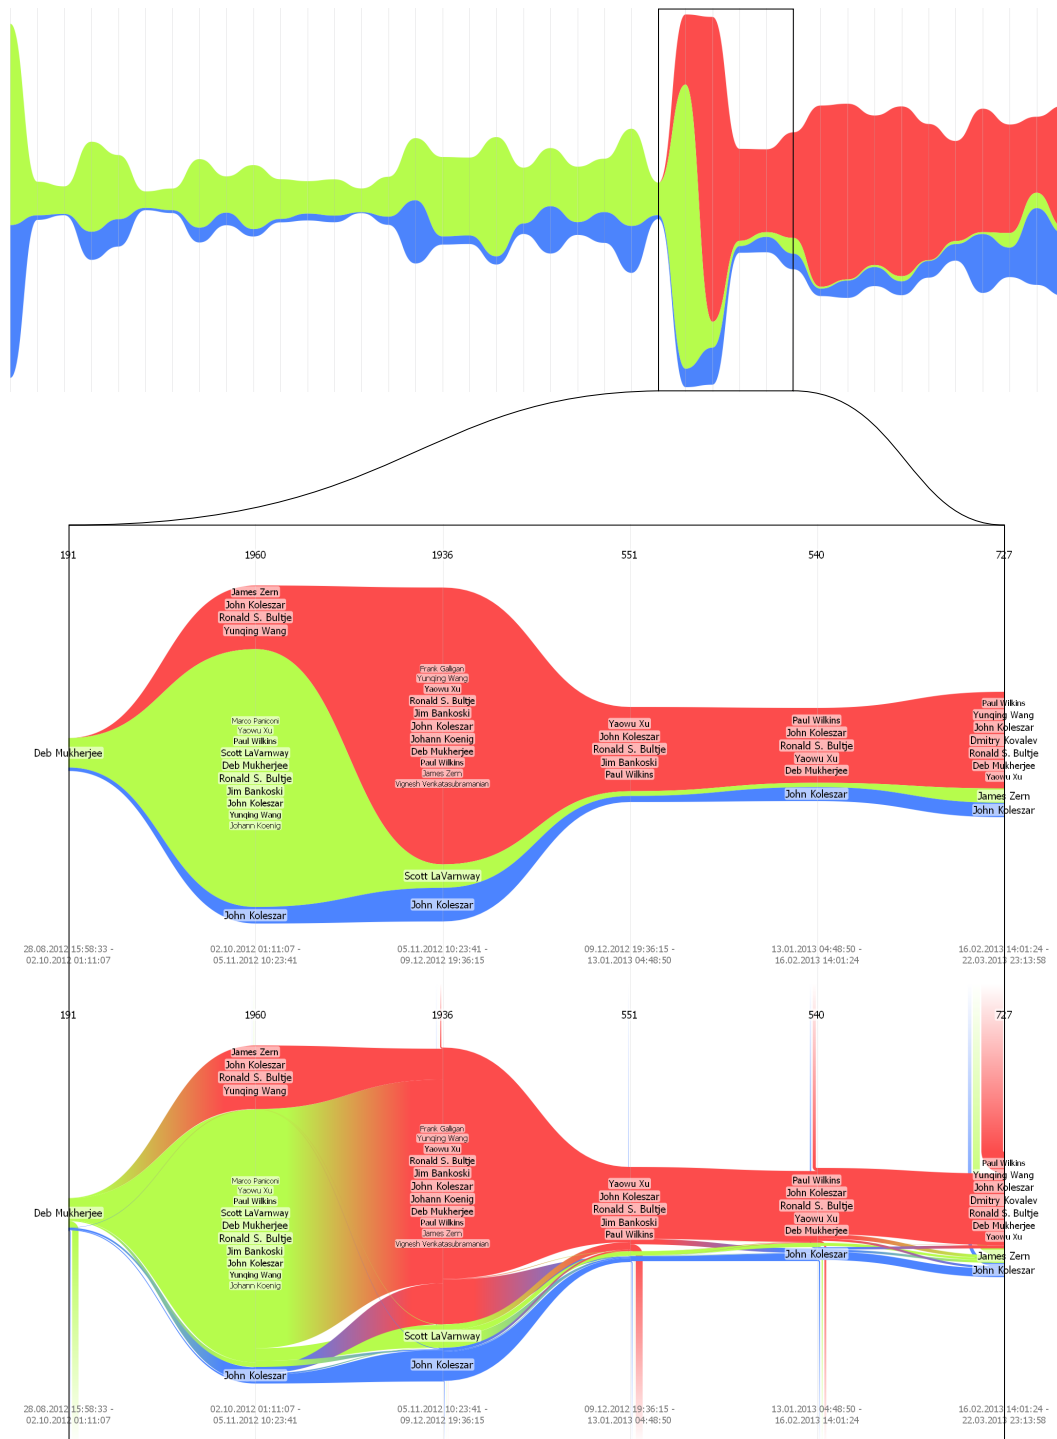 191 1960 1936 551 540 727
James Zern
John Koleszar
Ronald S. Bultje
Yunqing Wang
Deb Mukherjee
Marco Paniconi
Yaowu Xu
Paul Wilkins
Scott LaVarnway
Deb Mukherjee
Ronald S. Bultje
Jim Bankoski
John Koleszar
Yunqing Wang
Johann Koenig
John Koleszar
Frank Galligan
Yunqing Wang
Yaowu Xu
Ronald S. Bultje
Jim Bankoski
John Koleszar
Johann Koenig
Deb Mukherjee
Paul Wilkins
James Zern
Vignesh Venkatasubramanian
Scott LaVarnway
John Koleszar
Yaowu Xu
John Koleszar
Ronald S. Bultje
Jim Bankoski
Paul Wilkins
Paul Wilkins
John Koleszar
Ronald S. Bultje
Yaowu Xu
Deb Mukherjee
John Koleszar
Paul Wilkins
Yunqing Wang
John Koleszar
Dmitry Kovalev
Ronald S. Bultje
Deb Mukherjee
Yaowu Xu
James Zern
John Koleszar
28.08.2012 15:58:33 -
02.10.2012 01:11:07
02.10.2012 01:11:07 -
05.11.2012 10:23:41
05.11.2012 10:23:41 -
09.12.2012 19:36:15
09.12.2012 19:36:15 -
13.01.2013 04:48:50
13.01.2013 04:48:50 -
16.02.2013 14:01:24
16.02.2013 14:01:24 -
22.03.2013 23:13:58
191 1960 1936 551 540 727
James Zern
John Koleszar
Ronald S. Bultje
Yunqing Wang
Deb Mukherjee
Marco Paniconi
Yaowu Xu
Paul Wilkins
Scott LaVarnway
Deb Mukherjee
Ronald S. Bultje
Jim Bankoski
John Koleszar
Yunqing Wang
Johann Koenig
John Koleszar
Frank Galligan
Yunqing Wang
Yaowu Xu
Ronald S. Bultje
Jim Bankoski
John Koleszar
Johann Koenig
Deb Mukherjee
Paul Wilkins
James Zern
Vignesh Venkatasubramanian
Scott LaVarnway
John Koleszar
Yaowu Xu
John Koleszar
Ronald S. Bultje
Jim Bankoski
Paul Wilkins
Paul Wilkins
John Koleszar
Ronald S. Bultje
Yaowu Xu
Deb Mukherjee
John Koleszar
Paul Wilkins
Yunqing Wang
John Koleszar
Dmitry Kovalev
Ronald S. Bultje
Deb Mukherjee
Yaowu Xu
James Zern
John Koleszar
28.08.2012 15:58:33 -
02.10.2012 01:11:07
02.10.2012 01:11:07 -
05.11.2012 10:23:41
05.11.2012 10:23:41 -
09.12.2012 19:36:15
09.12.2012 19:36:15 -
13.01.2013 04:48:50
13.01.2013 04:48:50 -
16.02.2013 14:01:24
16.02.2013 14:01:24 -
22.03.2013 23:13:58